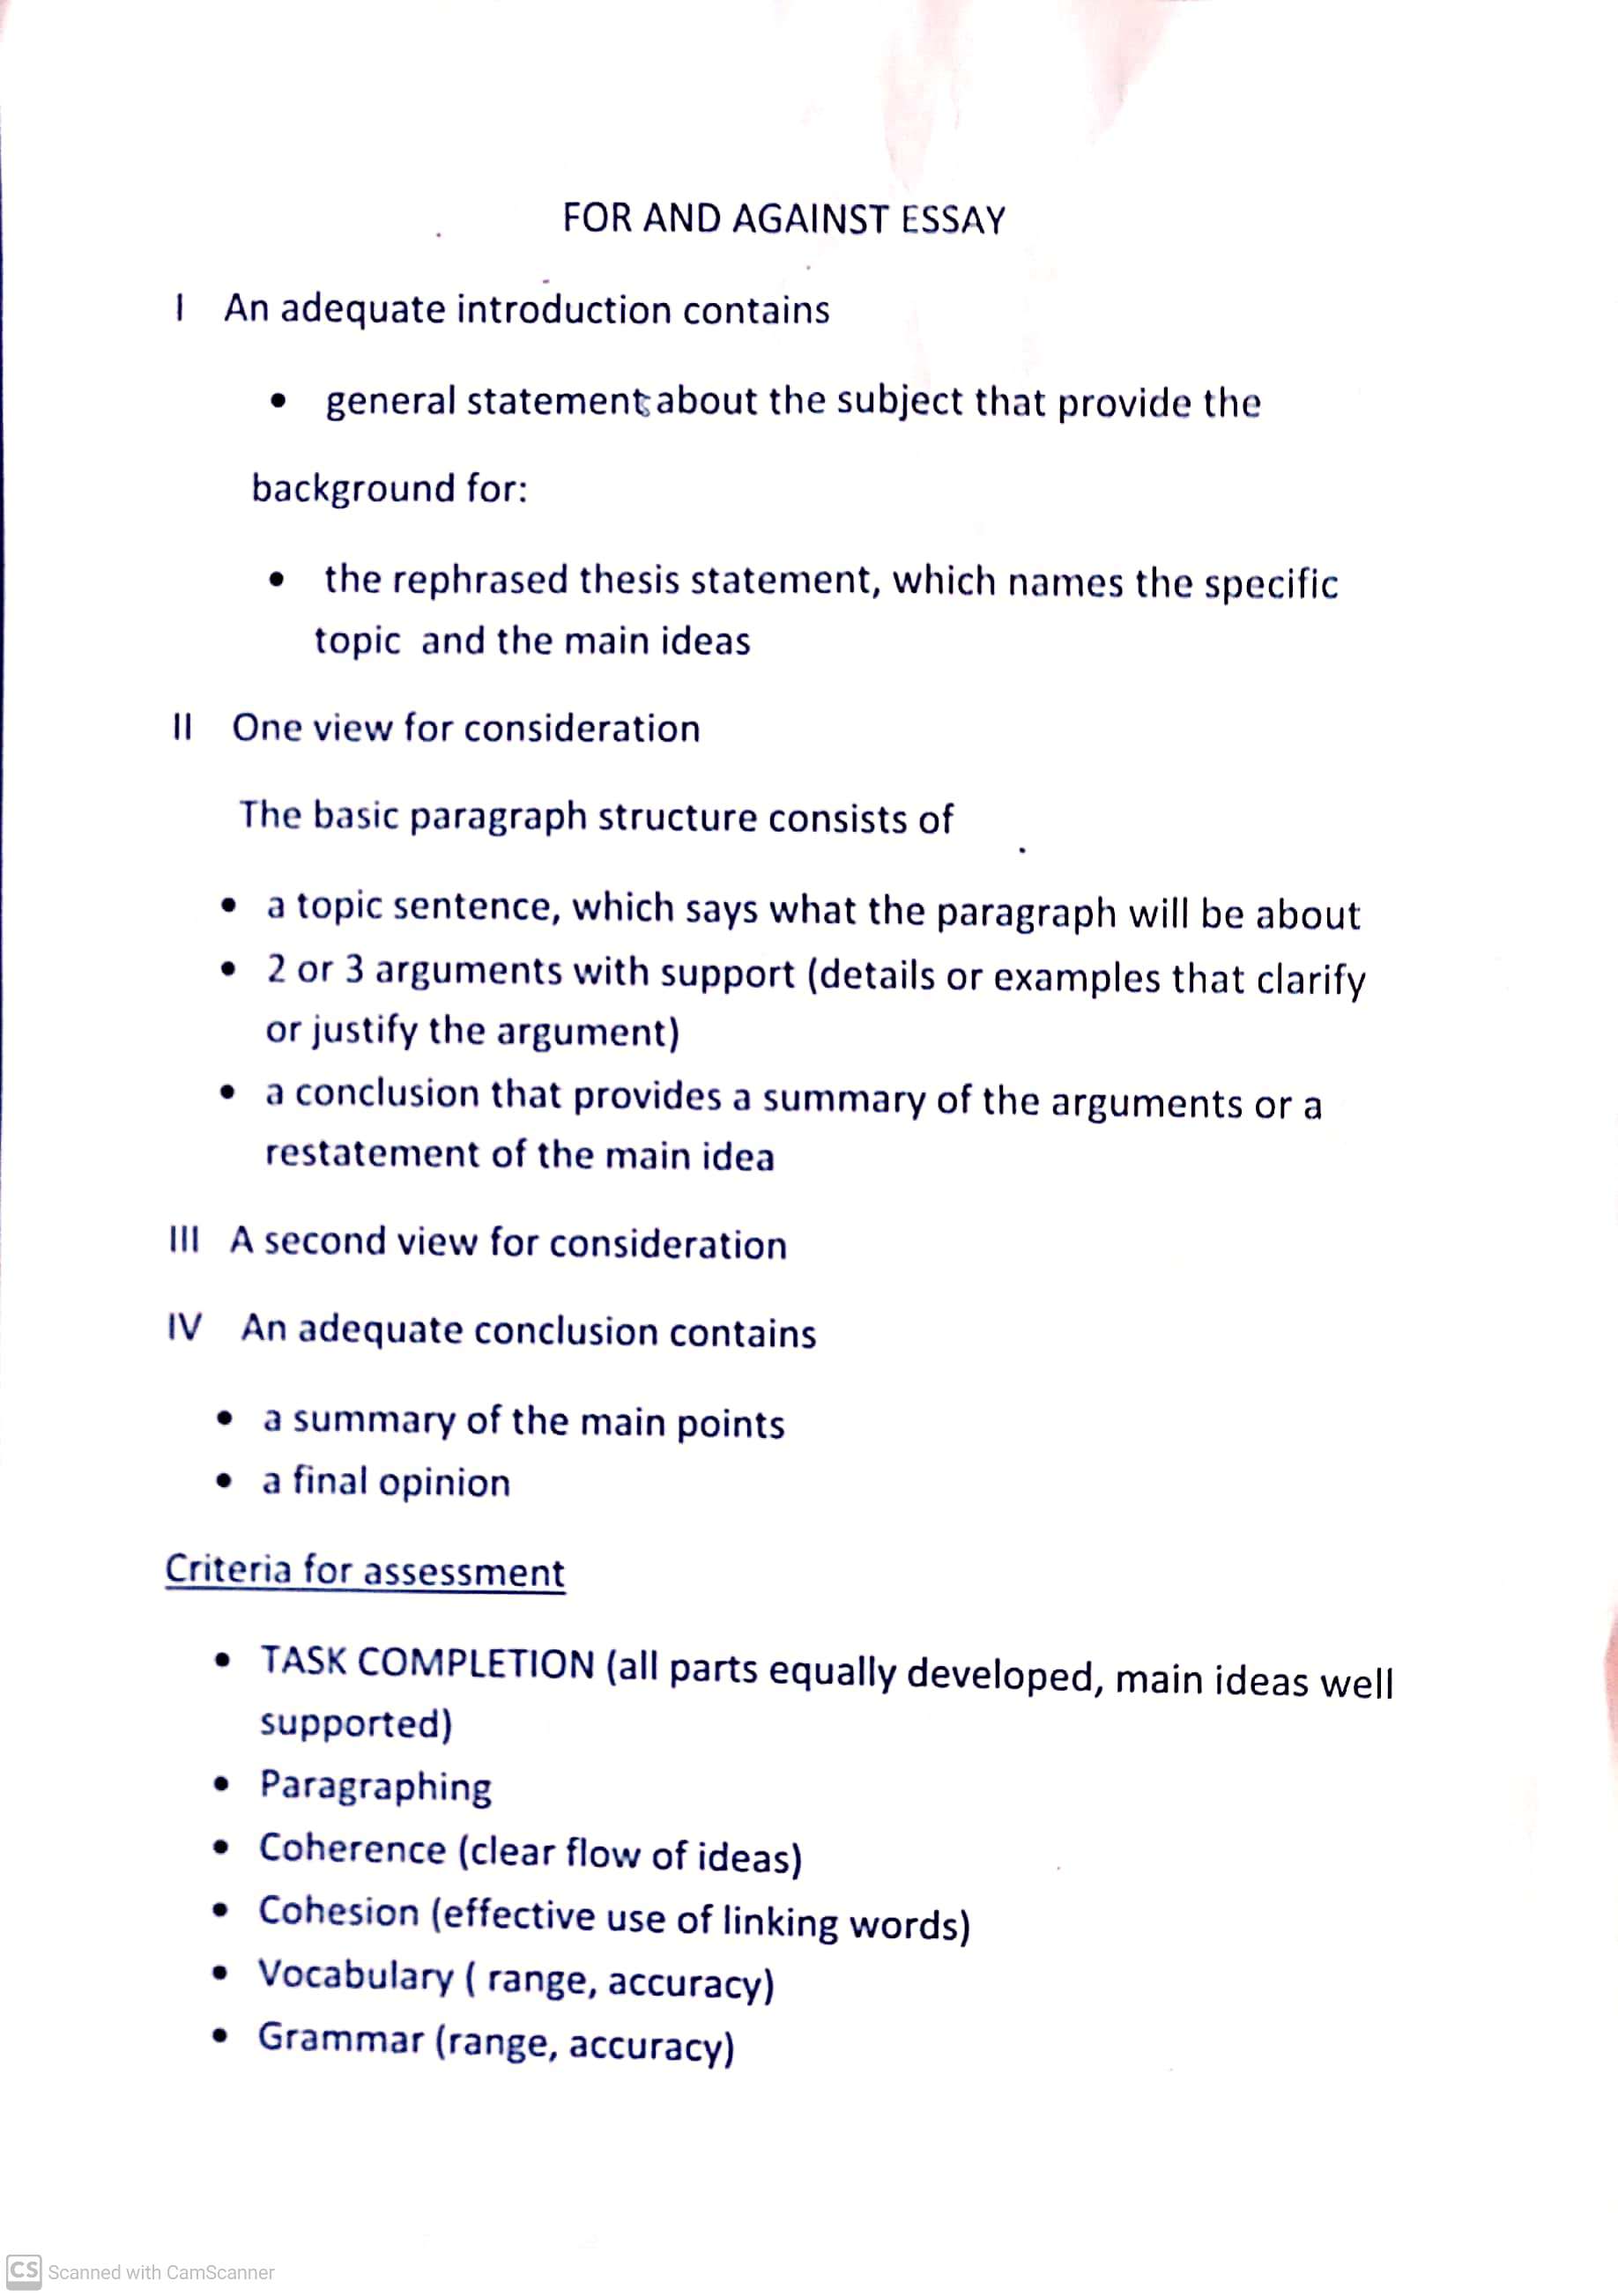 FOR AND AGAINST ESSAY
I An adequate introduction contains
• general statements about the subject that provide the
background for:
• the rephrased thesis statement, which names the specific
topic and the main ideas
II One view for consideration
The basic paragraph structure consists of
• a topic sentence, which says what the paragraph will be about
• 2 or 3 arguments with support (details or examples that clarify
or justify the argument)
• a conclusion that provides a summary of the arguments or a
restatement of the main idea
III A second view for consideration
IV An adequate conclusion contains
• a summary of the main points
• a final opinion
Criteria for assessment
• TASK COMPLETION (all parts equally developed, main ideas well
supported)
• Paragraphing
• Coherence (clear flow of ideas)
• Cohesion (effective use of linking words)
• Vocabulary ( range, accuracy)
• Grammar (range, accuracy)
CS Scanned with CamScanner